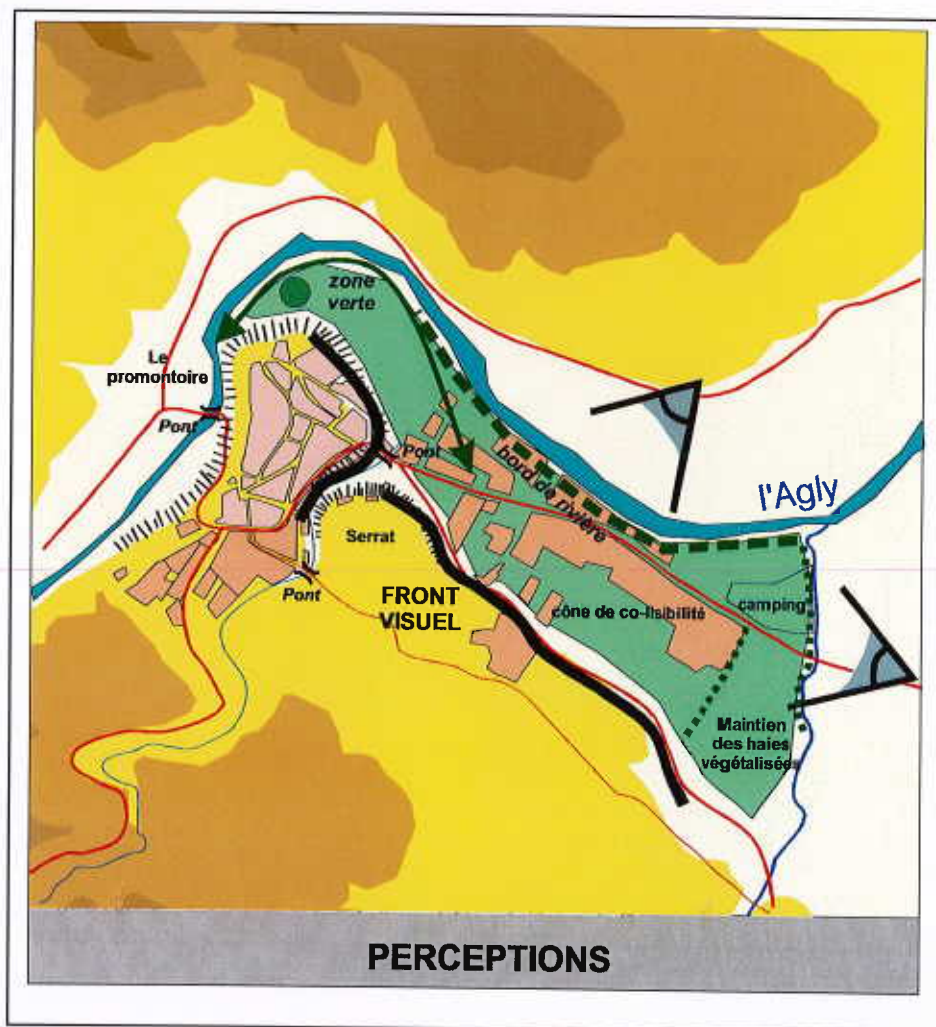 zone
verte
Le
promontoire
Pont
Pont
bord de rivière
l'Agly
Serrat
Pont
FRONT
VISUEL
cône de co-lisibilité
camping
Maintien
des haies
végétalisées
PERCEPTIONS